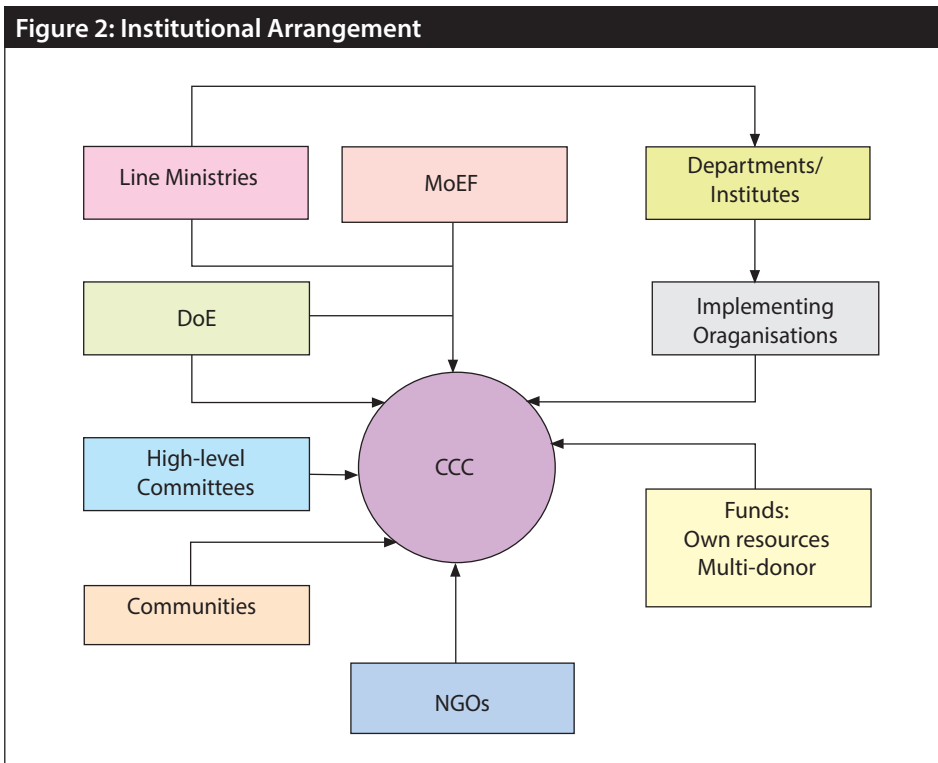 Figure 2: Institutional Arrangement
Line Ministries
MoEF
Departments/
Institutes
DoE
Implementing
Oraganisations
High-level
Committees
CCC
Funds:
Own resources
Multi-donor
Communities
NGOs